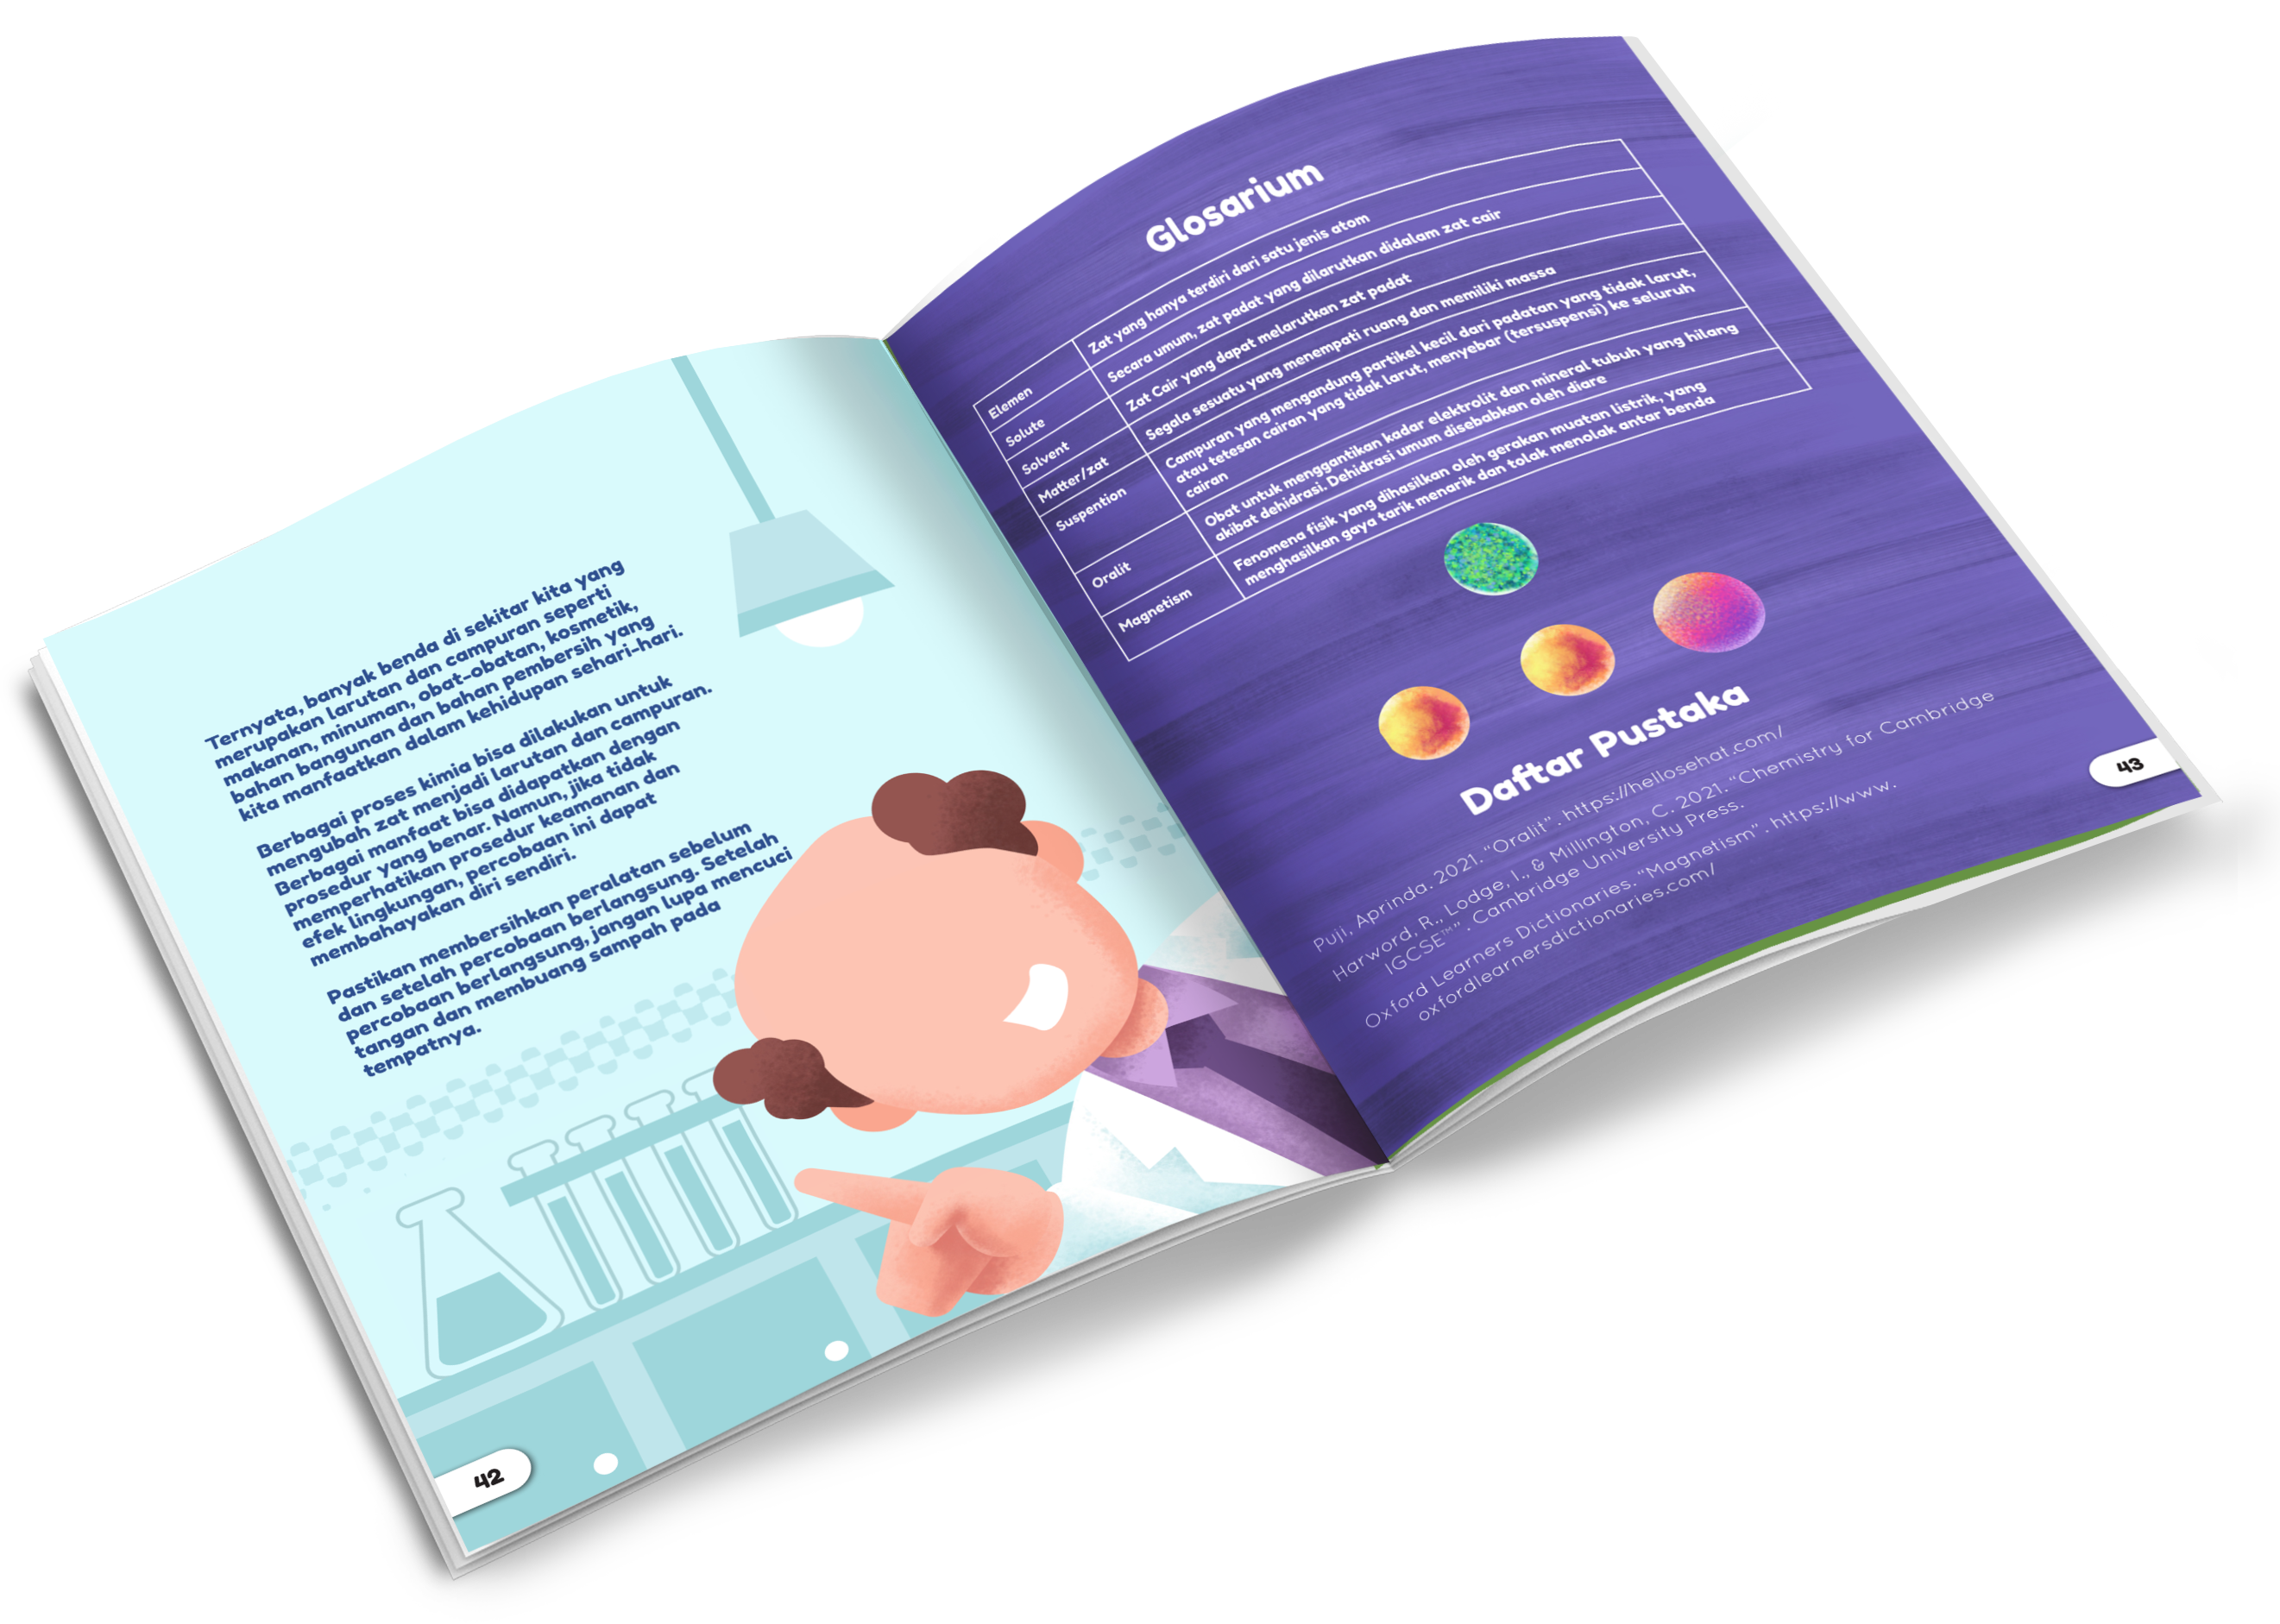 Ternyata, banyak benda di sekitar kita yang
merupakan larutan dan campuran seperti
makanan, minuman, obat-obatan, kosmetik,
bahan bangunan dan bahan pembersih yang
kita manfaatkan dalam kehidupan sehari-hari.
Berbagai proses kimia bisa dilakukan untuk
mengubah zat menjadi larutan dan campuran.
Berbagai manfaat bisa didapatkan dengan
prosedur yang benar. Namun, jika tidak
memperhatikan prosedur keamanan dan
efek lingkungan, percobaan ini dapat
membahayakan diri sendiri.
Pastikan membersihkan peralatan sebelum
dan setelah percobaan berlangsung. Setelah
percobaan berlangsung, jangan lupa mencuci
tangan dan membuang sampah pada
tempatnya.
42
Glosarium
Elemen Zat yang hanya terdiri dari satu jenis atom
Solute Secara umum, zat padat yang dilarutkan didalam zat cair
Solvent Zat Cair yang dapat melarutkan zat padat
Matter/zat Segala sesuatu yang menempati ruang dan memiliki massa
Suspention Campuran yang mengandung partikel kecil dari padatan yang tidak larut,
atau tetesan cairan yang tidak larut, menyebar (tersuspensi) ke seluruh
cairan
Oralit Obat untuk menggantikan kadar elektrolit dan mineral tubuh yang hilang
akibat dehidrasi. Dehidrasi umum disebabkan oleh diare
Magnetism Fenomena fisik yang dihasilkan oleh gerakan muatan listrik, yang
menghasilkan gaya tarik menarik dan tolak menolak antar benda
Daftar Pustaka
Puji, Aprinda. 2021. "Oralit". https://hellosehat.com/
Harword, R., Lodge, I., & Millington, C. 2021. "Chemistry for Cambridge
IGCSE™". Cambridge University Press.
Oxford Learners Dictionaries. "Magnetism". https://www.
oxfordlearnersdictionaries.com/
43